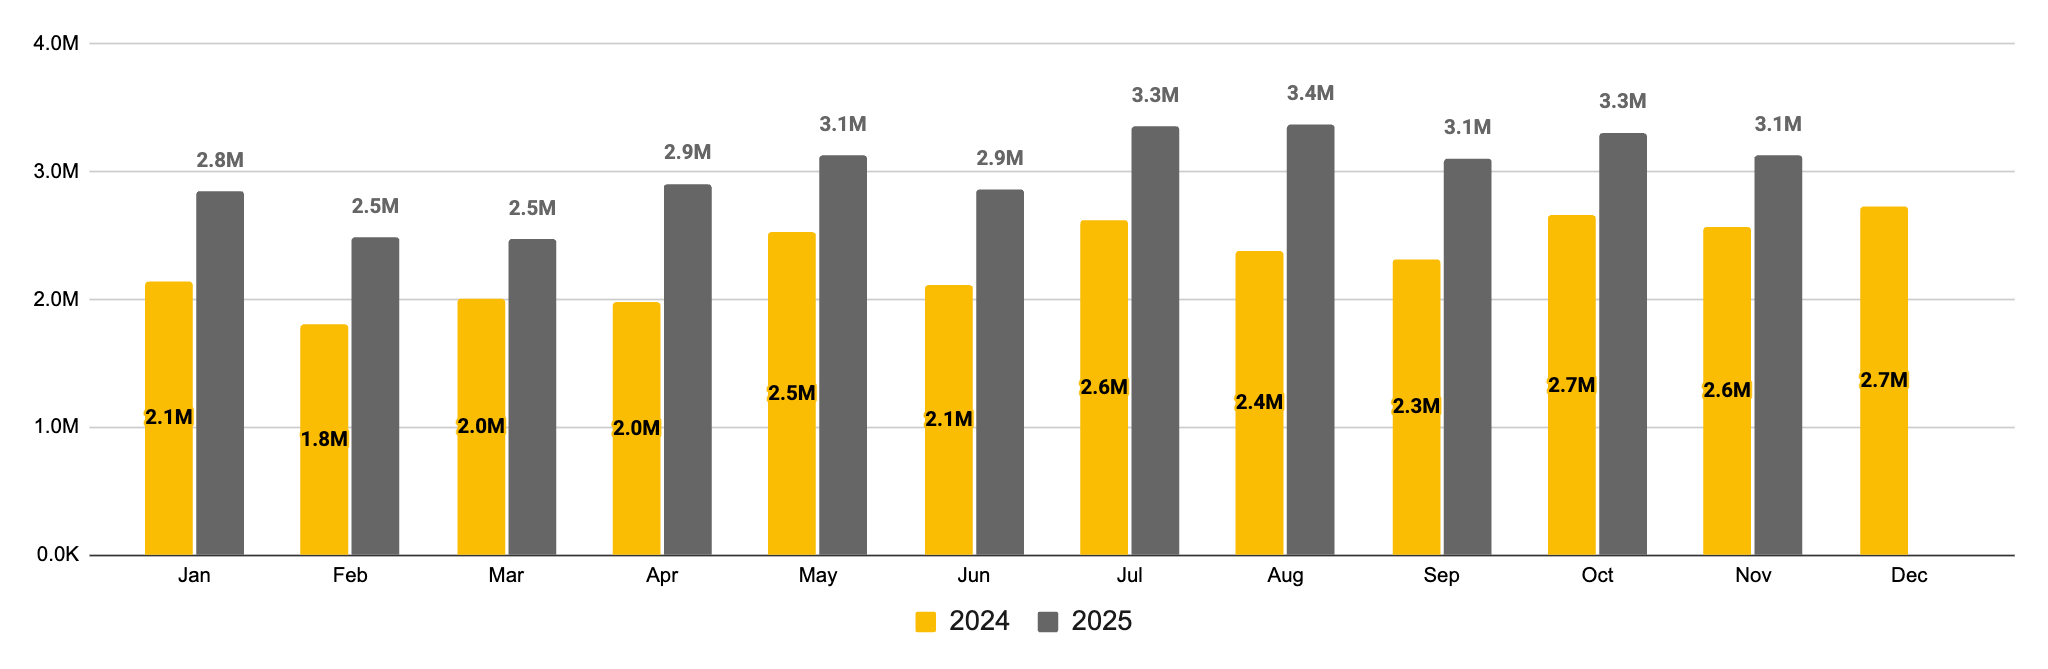 4.0M
3.0M
2.0M
1.0M
0.0K
2.1M
2.8M
1.8M
2.5M
2.0M
2.5M
2.0M
2.9M
2.5M
3.1M
2.1M
2.9M
2.6M
3.3M
2.4M
3.4M
2.3M
3.1M
2.7M
3.3M
2.6M
3.1M
2.7M
Jan Feb Mar Apr May Jun Jul Aug Sep Oct Nov Dec
2024 2025